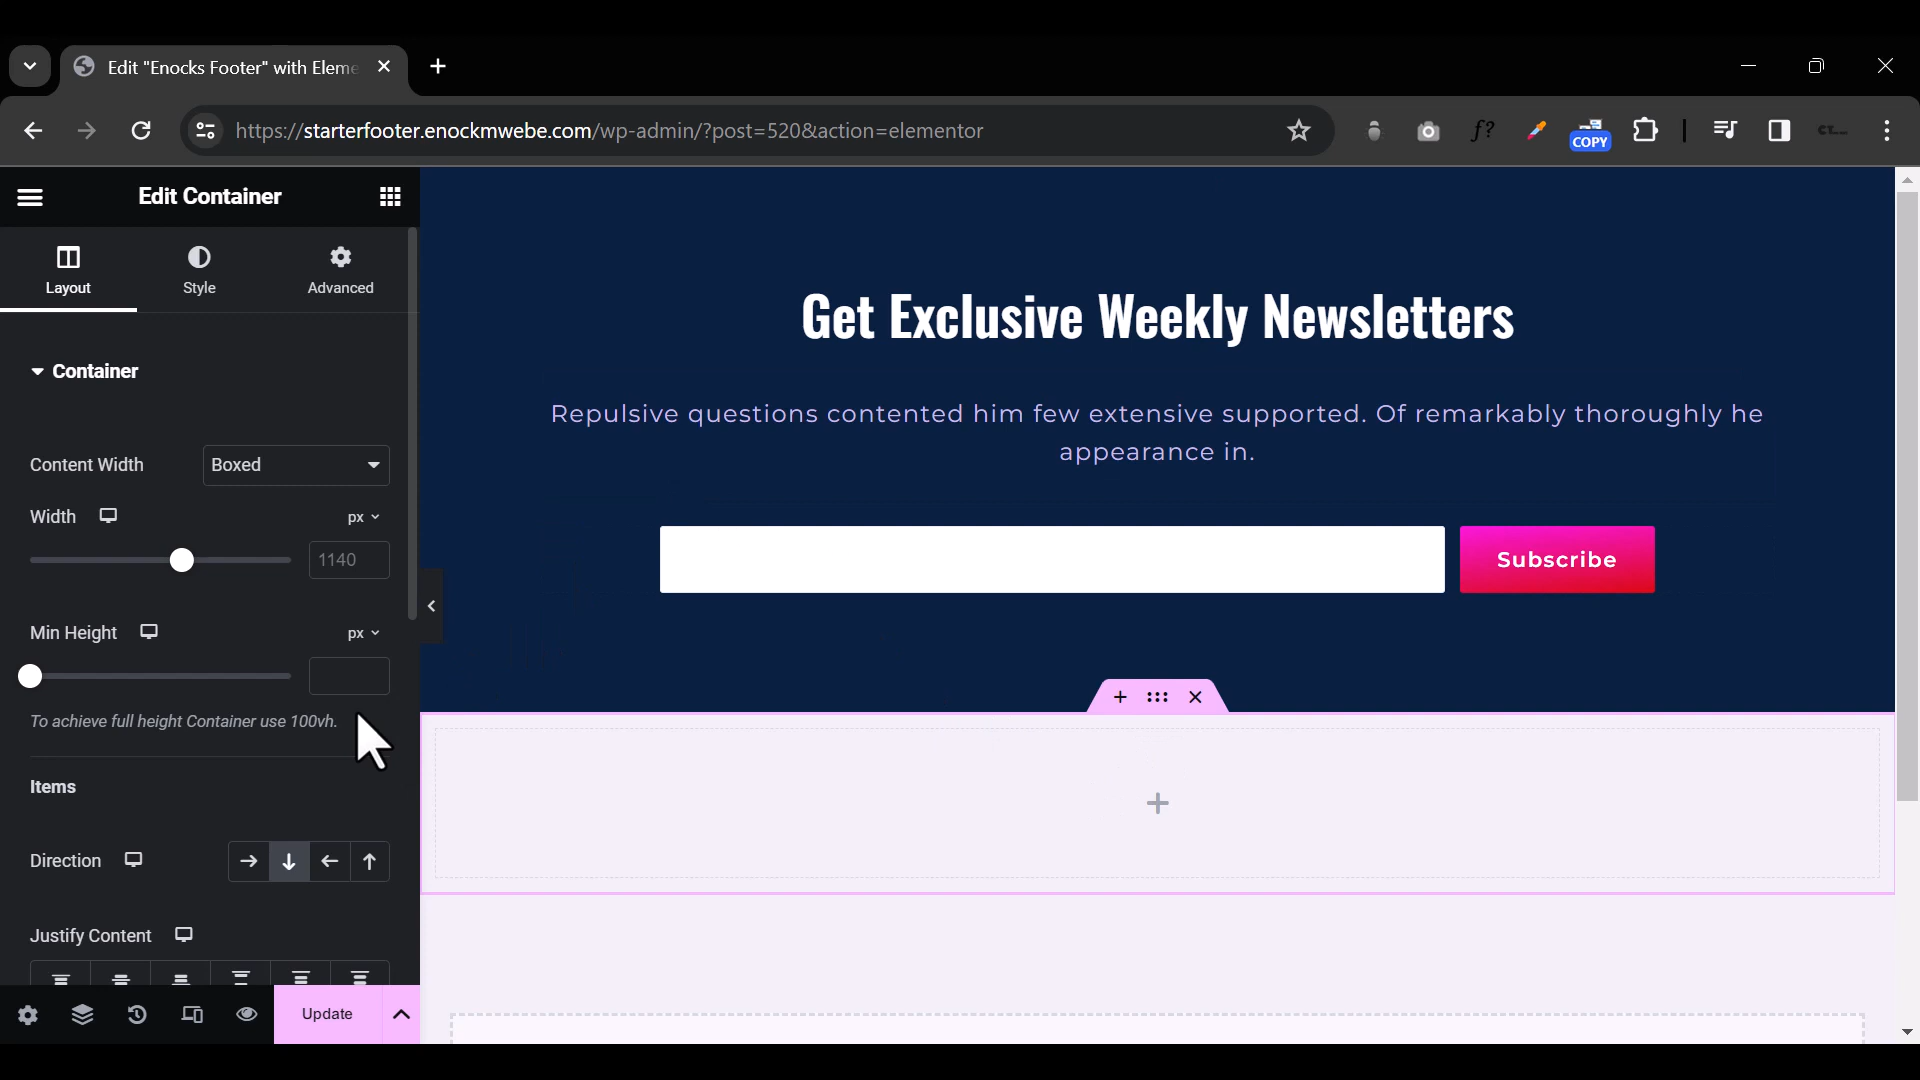 Edit "Enocks Footer" with Eleme
https://starterfooter.enockmwebe.com/wp-admin/?post=520&action=elementor
f?
COPY
Edit Container
Layout
Style
Advanced
Container
Content Width
Boxed
Width
px
1140
Min Height
px
To achieve full height Container use 100vh.
Items
Direction
Justify Content
Update
Get Exclusive Weekly Newsletters
Repulsive questions contented him few extensive supported. Of remarkably thoroughly he
appearance in.
Subscribe